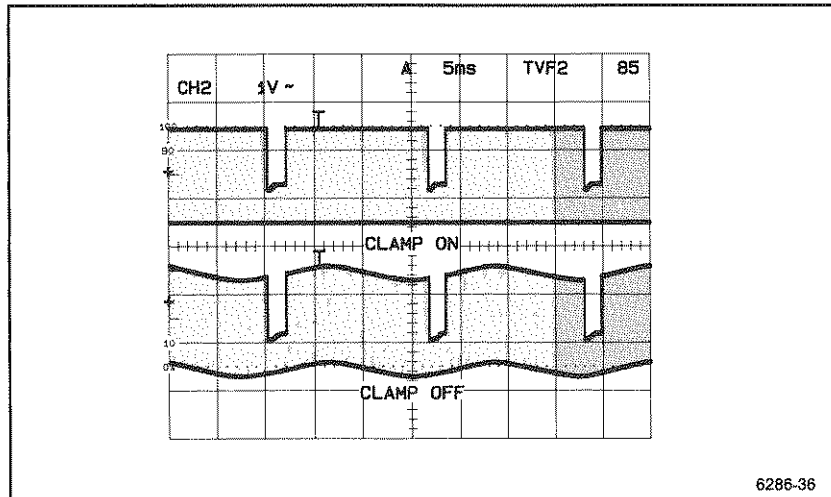 A 5ms TVF2 85
CH2 1V~
100
90
CLAMP ON
10
0%
CLAMP OFF
6286-36